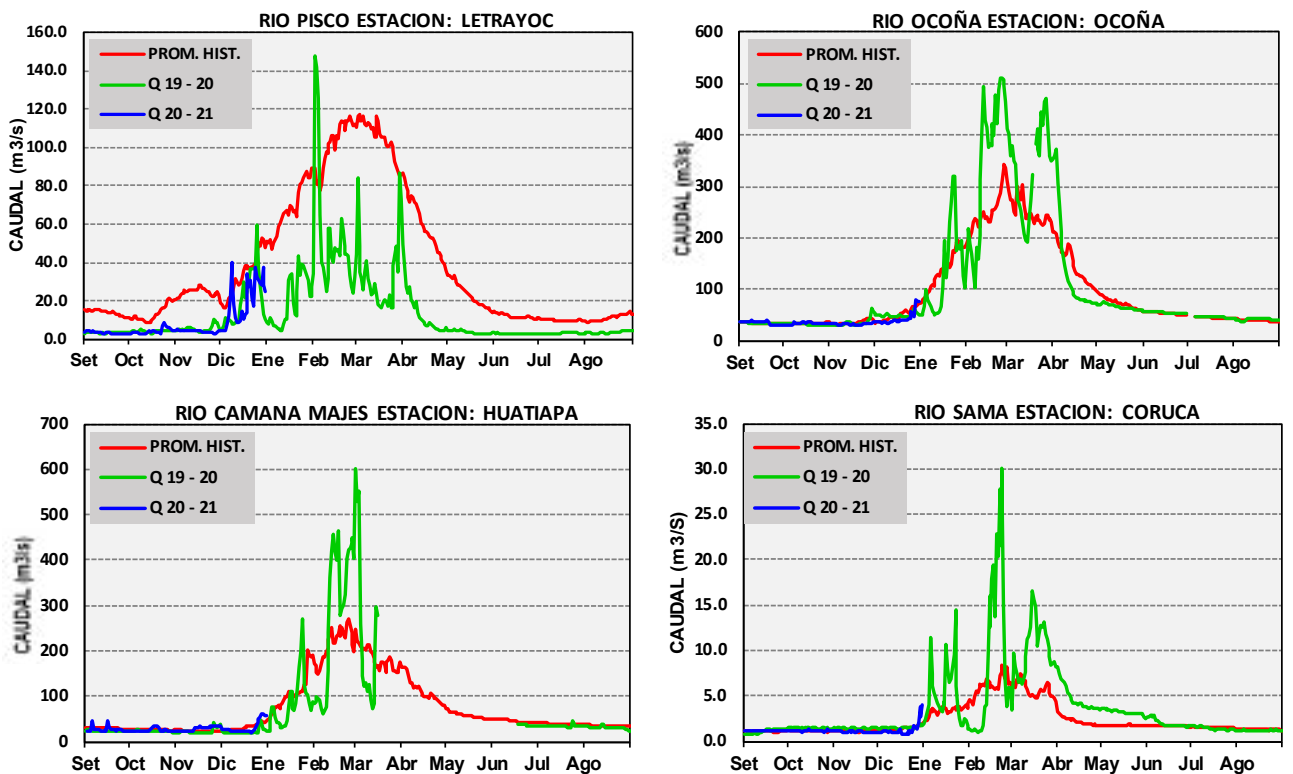 RIO PISCO ESTACION: LETRAYOC
160.0
140.0
120.0
100.0
80.0
60.0
40.0
20.0
0.0
CAUDAL (m3/s)
PROM. HIST.
Q 19 - 20
Q 20 - 21
Set Oct Nov Dic Ene Feb Mar Abr May Jun Jul Ago
RIO OCOÑA ESTACION: OCOÑA
600
500
400
300
200
100
0
CAUDAL (m3/s)
PROM. HIST.
Q 19 - 20
Q 20 - 21
Set Oct Nov Dic Ene Feb Mar Abr May Jun Jul Ago
RIO CAMANA MAJES ESTACION: HUATIAPA
700
600
500
400
300
200
100
0
CAUDAL (m3/s)
PROM. HIST.
Q 19 - 20
Q 20 - 21
Set Oct Nov Dic Ene Feb Mar Abr May Jun Jul Ago
RIO SAMA ESTACION: CORUCA
35.0
30.0
25.0
20.0
15.0
10.0
5.0
0.0
CAUDAL (m3/S)
PROM. HIST.
Q 19 - 20
Q 20 - 21
Set Oct Nov Dic Ene Feb Mar Abr May Jun Jul Ago